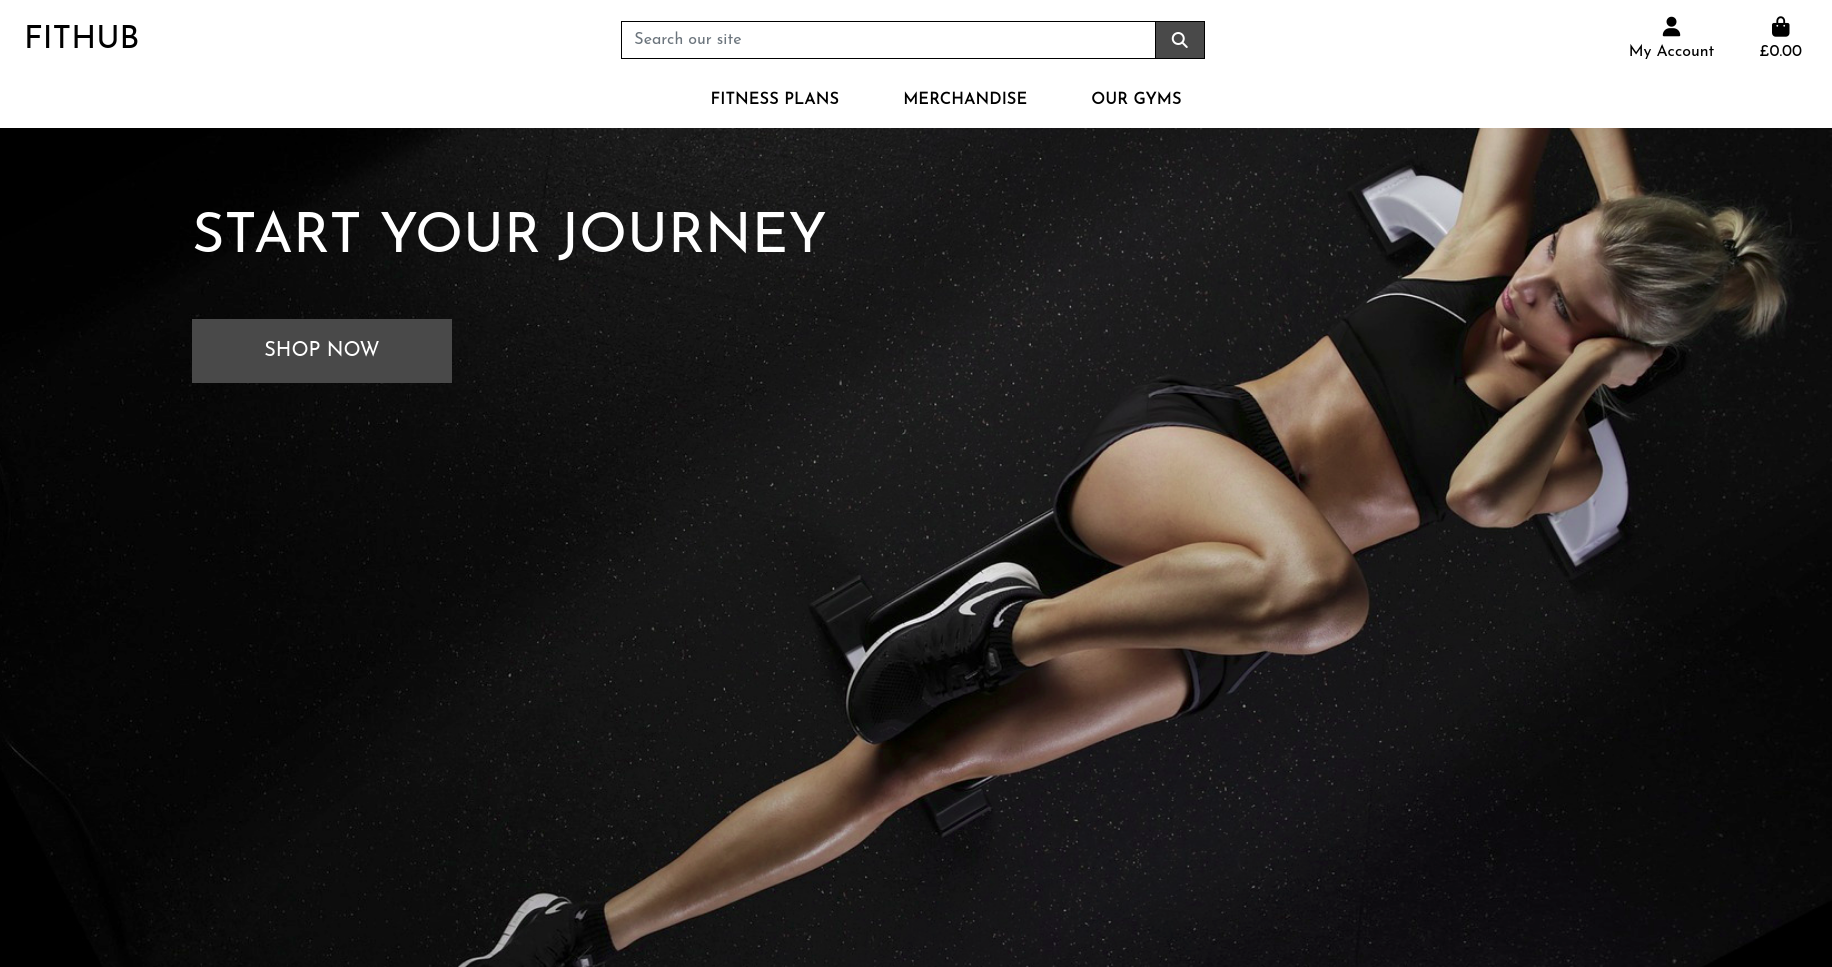 FITHUB
Search our site
My Account
£0.00
FITNESS PLANS
MERCHANDISE
OUR GYMS
START YOUR JOURNEY
SHOP NOW